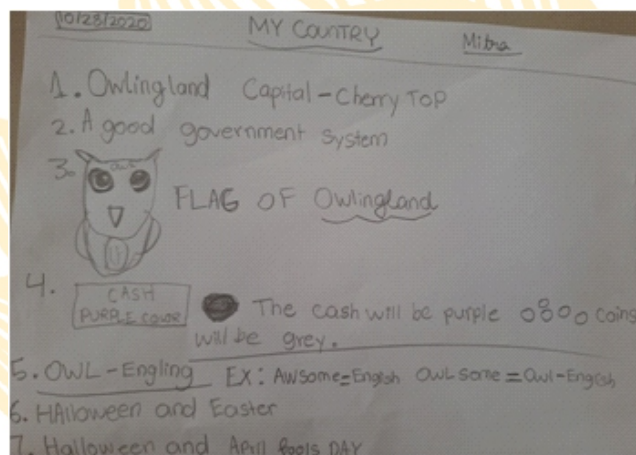 10/28/2020 MY COUNTRY Mitra
1. Owlingland Capital - Cherry Top
2. A good government system
3. owl FLAG OF Owlingland
4. CASH PURPLE COLOR The cash will be purple coins
will be grey.
5. OWL - Engling EX: Awsome = English Owlsome = Owl - English
6. HAlloween and Easter
7. Halloween and April Fools DAY